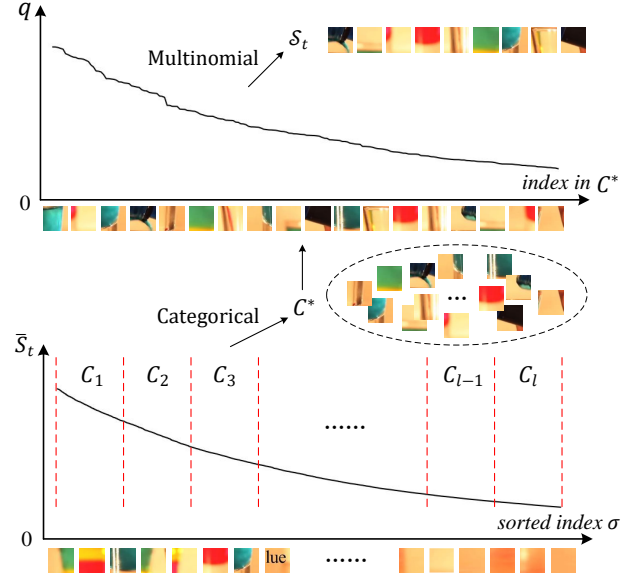 q
Multinomial
𝒮_t
index in C*
0
C*
Categorical
S̄_t
C_1
C_2
C_3
C_{l−1}
C_l
...
......
0
sorted index σ
lue
......